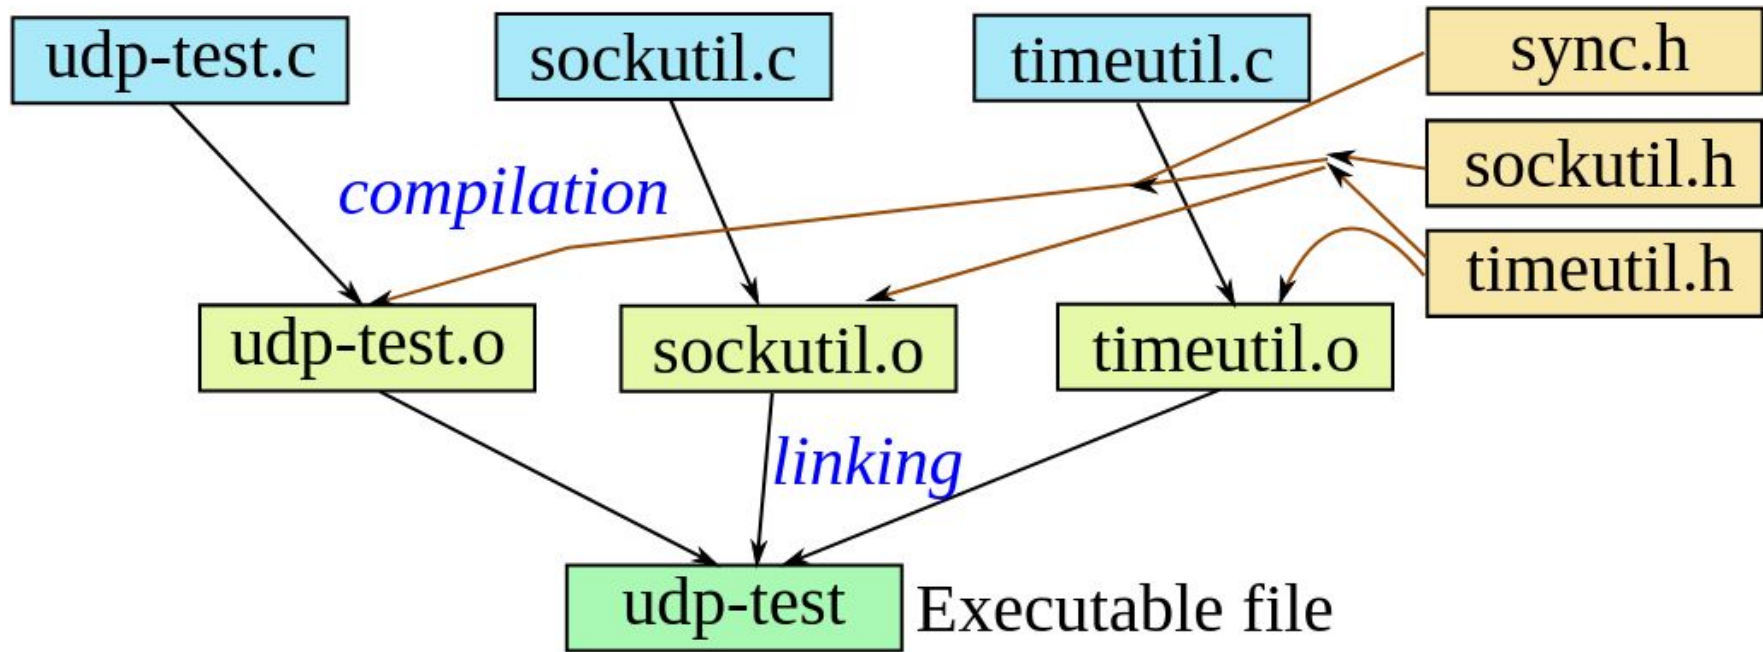 udp-test.c
sockutil.c
timeutil.c
sync.h
sockutil.h
compilation
timeutil.h
udp-test.o
sockutil.o
timeutil.o
linking
udp-test
Executable file